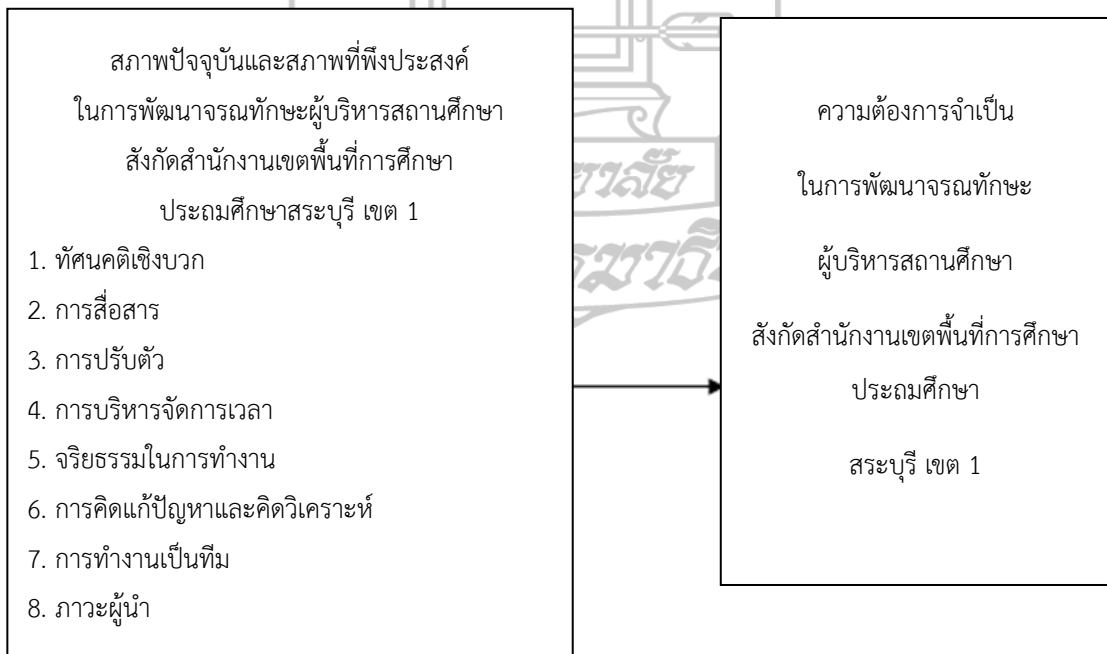 สภาพปัจจุบันและสภาพที่พึงประสงค์
ในการพัฒนาจรณทักษะผู้บริหารสถานศึกษา
สังกัดสำนักงานเขตพื้นที่การศึกษา
ประถมศึกษาสระบุรี เขต 1
1. ทัศนคติเชิงบวก
2. การสื่อสาร
3. การปรับตัว
4. การบริหารจัดการเวลา
5. จริยธรรมในการทำงาน
6. การคิดแก้ปัญหาและคิดวิเคราะห์
7. การทำงานเป็นทีม
8. ภาวะผู้นำ
ความต้องการจำเป็น
ในการพัฒนาจรณทักษะ
ผู้บริหารสถานศึกษา
สังกัดสำนักงานเขตพื้นที่การศึกษา
ประถมศึกษา
สระบุรี เขต 1